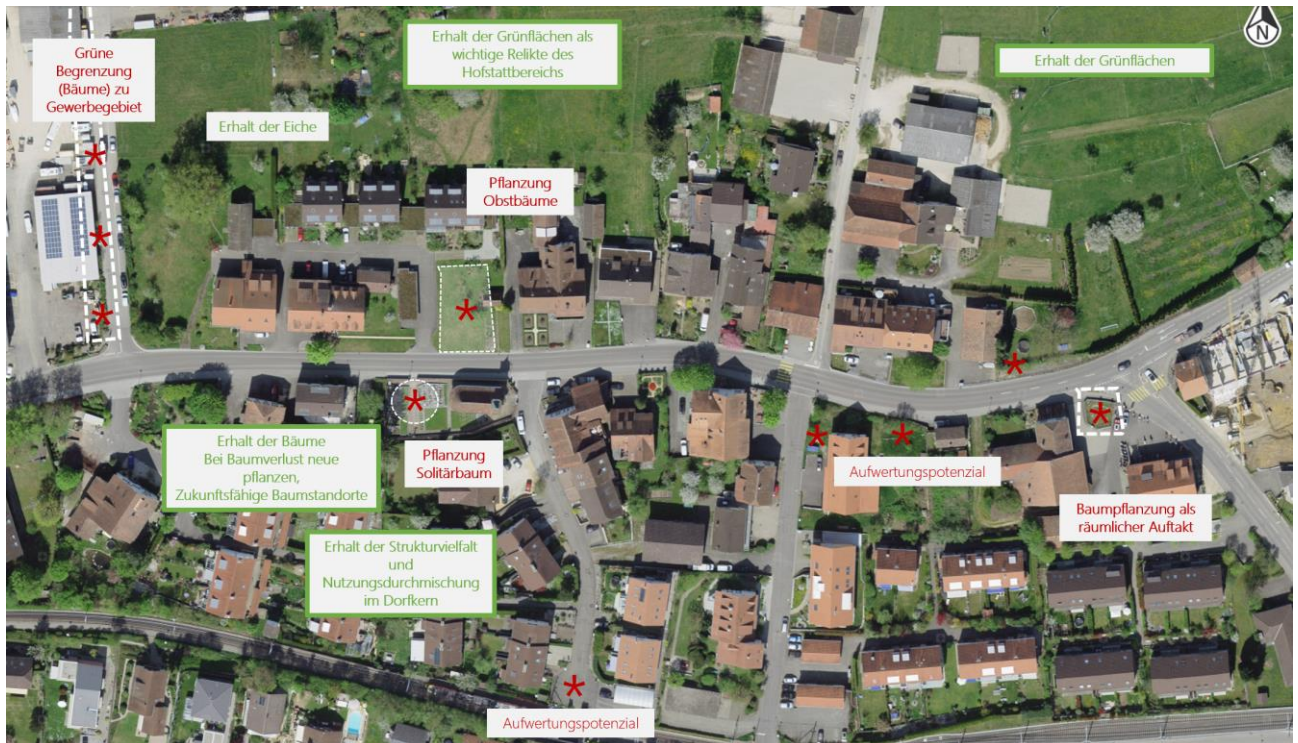 Grüne
Begrenzung
(Bäume) zu
Gewerbegebiet
Erhalt der Grünflächen als
wichtige Relikte des
Hofstattbereichs
Erhalt der Grünflächen
N
Erhalt der Eiche
Pflanzung
Obstbäume
Erhalt der Bäume
Bei Baumverlust neue
pflanzen,
Zukunftsfähige Baumstandorte
Pflanzung
Solitärbaum
Aufwertungspotenzial
Baumpflanzung als
räumlicher Auftakt
Erhalt der Strukturvielfalt
und
Nutzungsdurchmischung
im Dorfkern
Aufwertungspotenzial